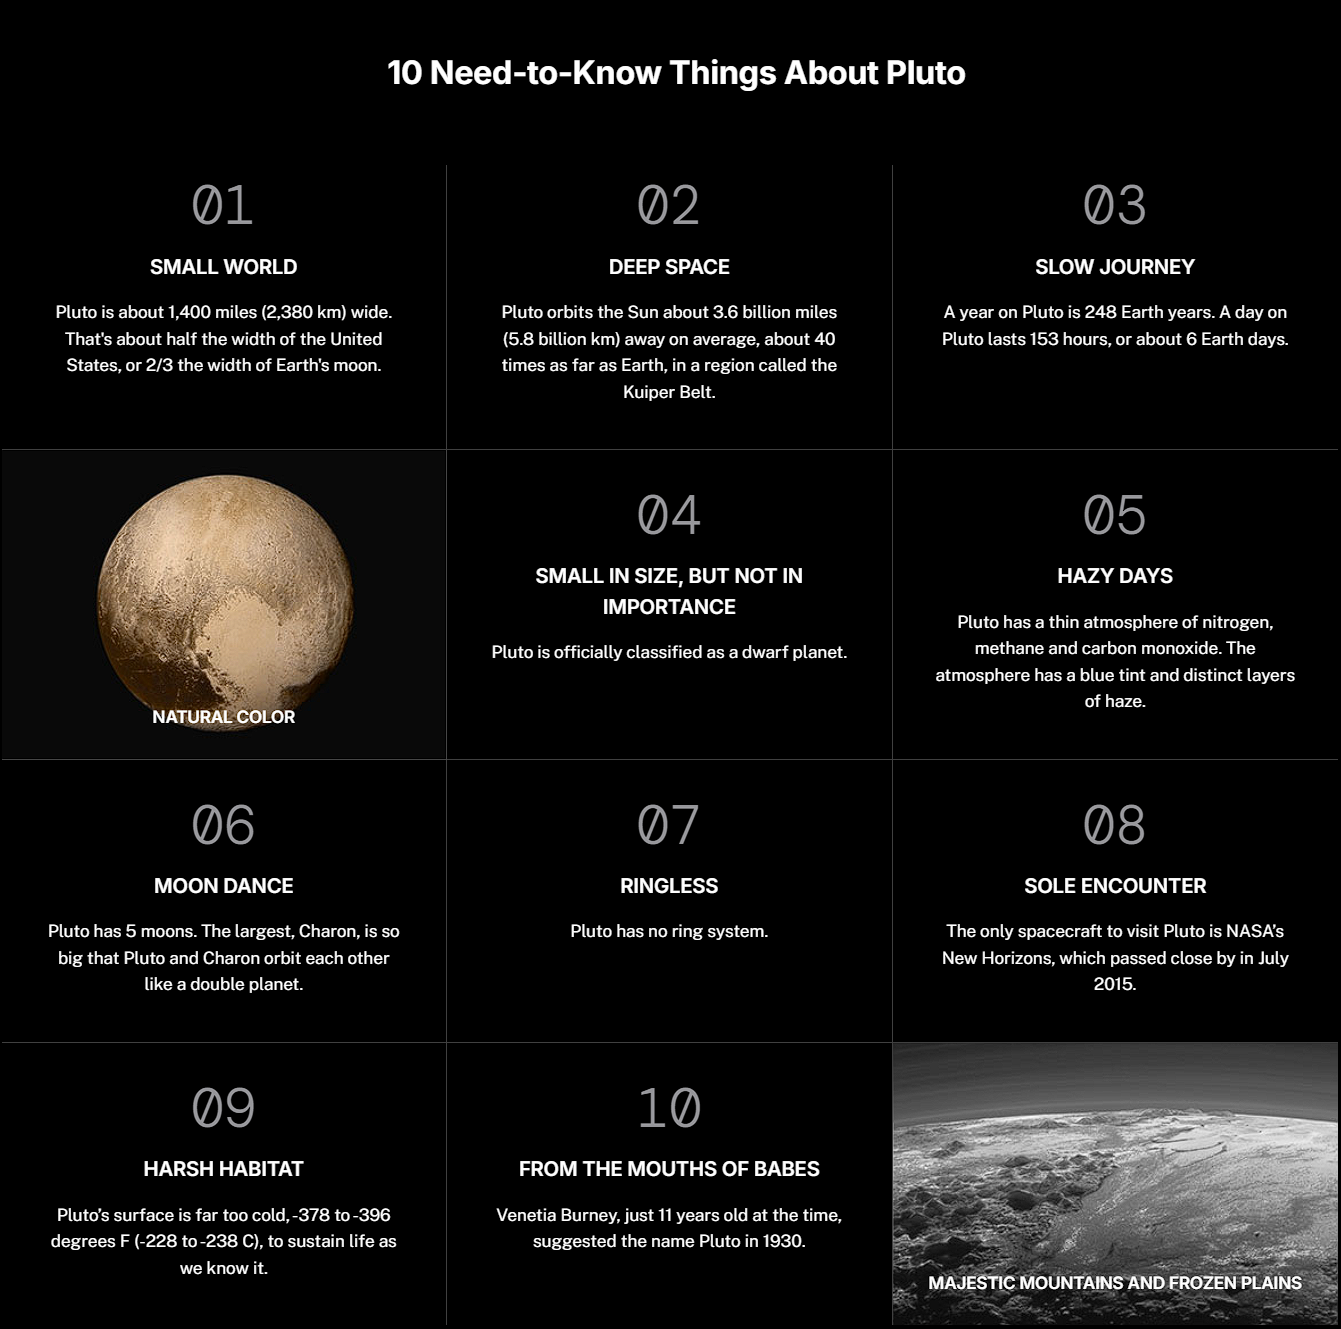 10 Need-to-Know Things About Pluto
01
SMALL WORLD
Pluto is about 1,400 miles (2,380 km) wide.
That's about half the width of the United
States, or 2/3 the width of Earth's moon.
02
DEEP SPACE
Pluto orbits the Sun about 3.6 billion miles
(5.8 billion km) away on average, about 40
times as far as Earth, in a region called the
Kuiper Belt.
03
SLOW JOURNEY
A year on Pluto is 248 Earth years. A day on
Pluto lasts 153 hours, or about 6 Earth days.
NATURAL COLOR
04
SMALL IN SIZE, BUT NOT IN
IMPORTANCE
Pluto is officially classified as a dwarf planet.
05
HAZY DAYS
Pluto has a thin atmosphere of nitrogen,
methane and carbon monoxide. The
atmosphere has a blue tint and distinct layers
of haze.
06
MOON DANCE
Pluto has 5 moons. The largest, Charon, is so
big that Pluto and Charon orbit each other
like a double planet.
07
RINGLESS
Pluto has no ring system.
08
SOLE ENCOUNTER
The only spacecraft to visit Pluto is NASA’s
New Horizons, which passed close by in July
2015.
09
HARSH HABITAT
Pluto’s surface is far too cold, -378 to -396
degrees F (-228 to -238 C), to sustain life as
we know it.
10
FROM THE MOUTHS OF BABES
Venetia Burney, just 11 years old at the time,
suggested the name Pluto in 1930.
MAJESTIC MOUNTAINS AND FROZEN PLAINS